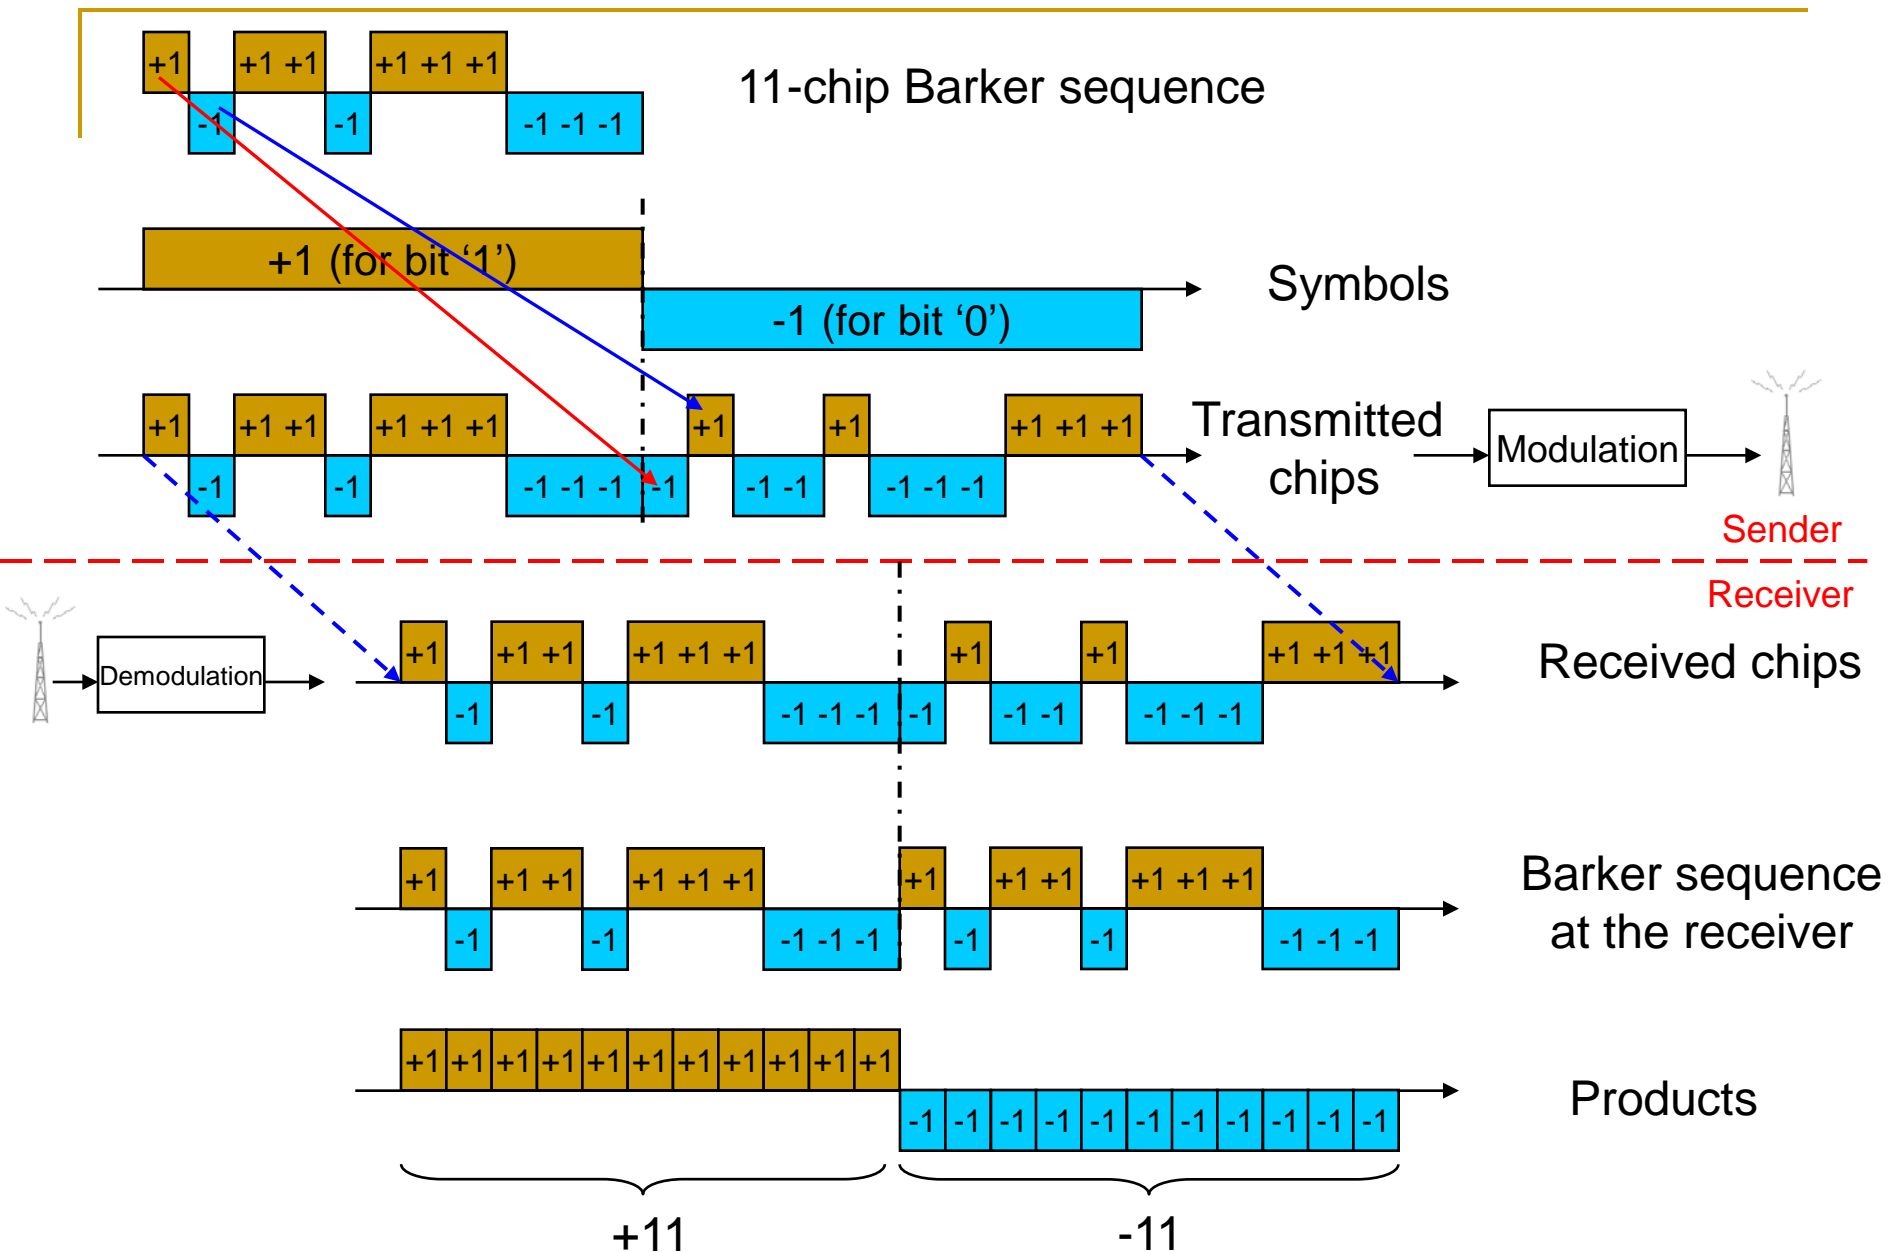 +1 +1 +1 +1 +1 +1
11-chip Barker sequence
-1 -1 -1 -1 -1
+1 (for bit ‘1’)
Symbols
-1 (for bit ‘0’)
+1 +1 +1 +1 +1 +1 +1 +1 +1 +1 +1
Transmitted
chips
Modulation
-1 -1 -1 -1 -1 -1 -1 -1 -1 -1 -1
Sender
Receiver
+1 +1 +1 +1 +1 +1 +1 +1 +1 +1 +1
Received chips
Demodulation
-1 -1 -1 -1 -1 -1 -1 -1 -1 -1 -1
+1 +1 +1 +1 +1 +1 +1 +1 +1 +1 +1 +1
Barker sequence
at the receiver
-1 -1 -1 -1 -1 -1 -1 -1 -1 -1
+1 +1 +1 +1 +1 +1 +1 +1 +1 +1 +1
Products
-1 -1 -1 -1 -1 -1 -1 -1 -1 -1 -1
+11 -11